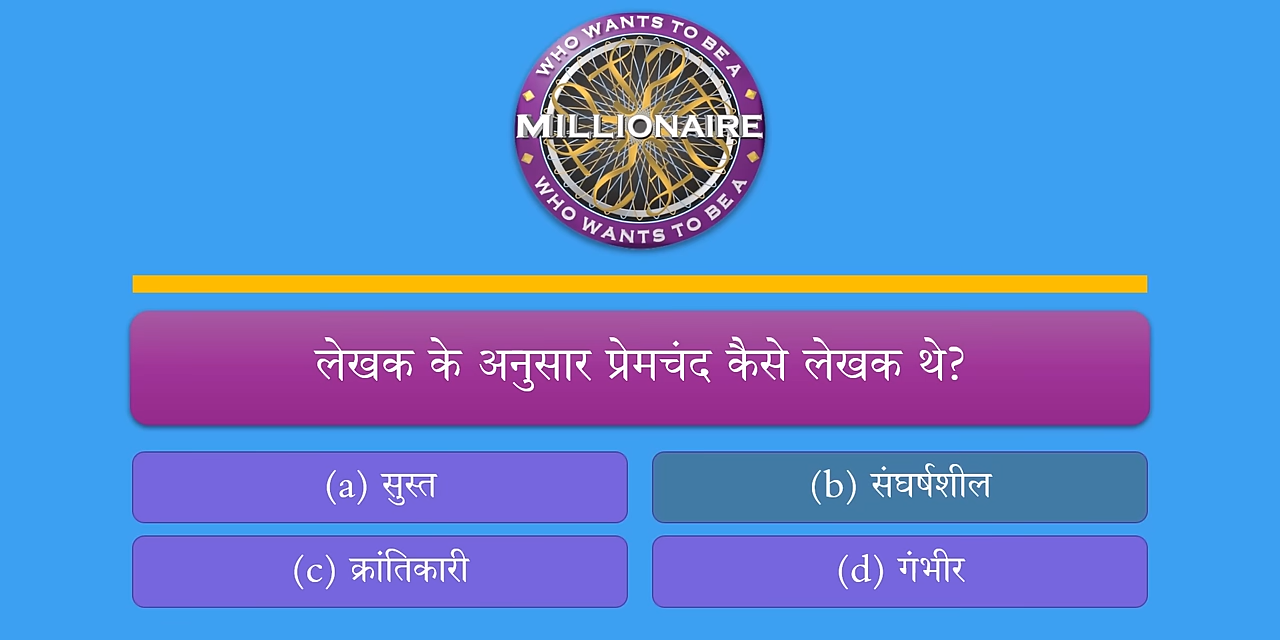 WHO WANTS TO BE A
MILLIONAIRE
WHO WANTS TO BE A
लेखक के अनुसार प्रेमचंद कैसे लेखक थे?
(a) सुस्त
(b) संघर्षशील
(c) क्रांतिकारी
(d) गंभीर